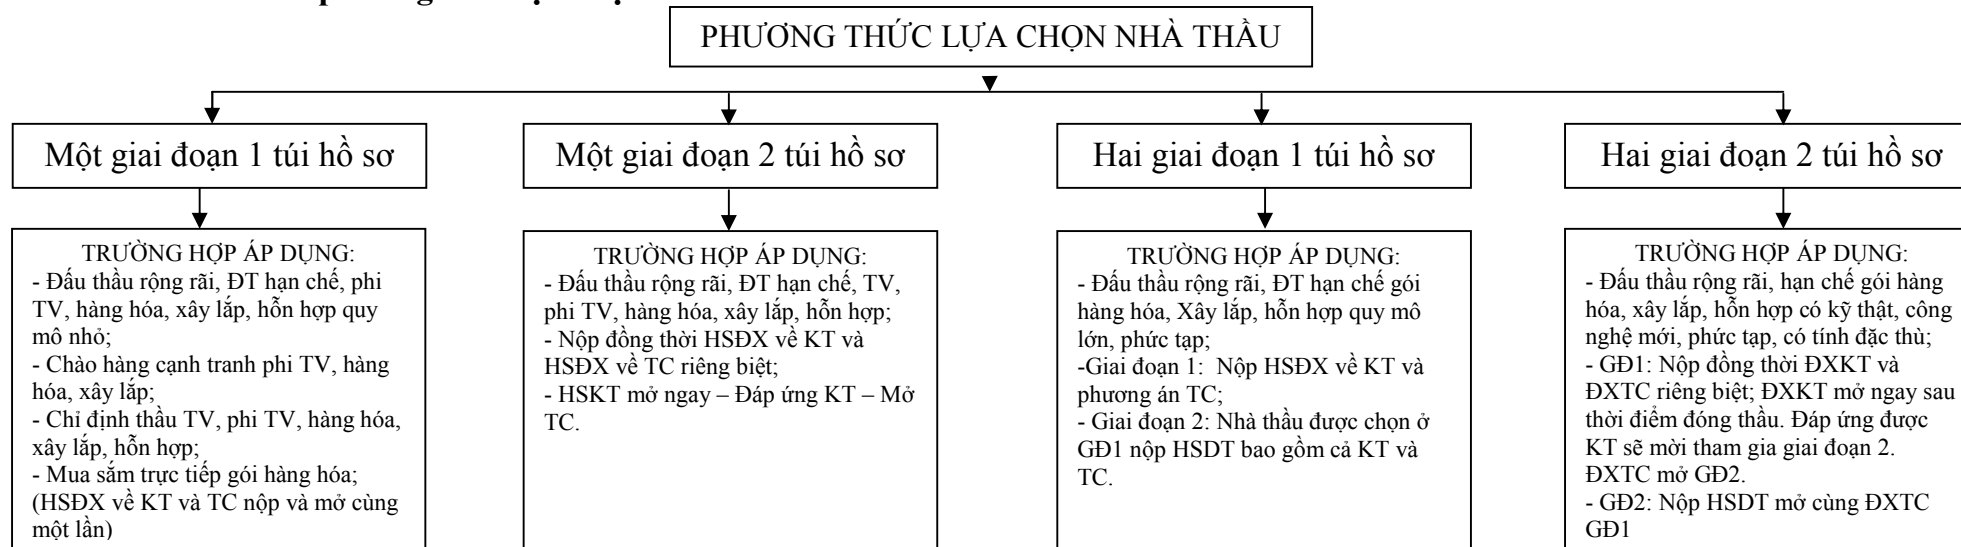 PHƯƠNG THỨC LỰA CHỌN NHÀ THẦU
Một giai đoạn 1 túi hồ sơ
Một giai đoạn 2 túi hồ sơ
Hai giai đoạn 1 túi hồ sơ
Hai giai đoạn 2 túi hồ sơ
TRƯỜNG HỢP ÁP DỤNG:
- Đấu thầu rộng rãi, ĐT hạn chế, phi
TV, hàng hóa, xây lắp, hỗn hợp quy
mô nhỏ;
- Chào hàng cạnh tranh phi TV, hàng
hóa, xây lắp;
- Chỉ định thầu TV, phi TV, hàng hóa,
xây lắp, hỗn hợp;
- Mua sắm trực tiếp gói hàng hóa;
(HSĐX về KT và TC nộp và mở cùng
một lần)
TRƯỜNG HỢP ÁP DỤNG:
- Đấu thầu rộng rãi, ĐT hạn chế, TV,
phi TV, hàng hóa, xây lắp, hỗn hợp;
- Nộp đồng thời HSĐX về KT và
HSĐX về TC riêng biệt;
- HSKT mở ngay – Đáp ứng KT – Mở
TC.
TRƯỜNG HỢP ÁP DỤNG:
- Đấu thầu rộng rãi, ĐT hạn chế gói
hàng hóa, Xây lắp, hỗn hợp quy mô
lớn, phức tạp;
-Giai đoạn 1: Nộp HSĐX về KT và
phương án TC;
- Giai đoạn 2: Nhà thầu được chọn ở
GĐ1 nộp HSDT bao gồm cả KT và
TC.
TRƯỜNG HỢP ÁP DỤNG:
- Đấu thầu rộng rãi, hạn chế gói hàng
hóa, xây lắp, hỗn hợp có kỹ thật, công
nghệ mới, phức tạp, có tính đặc thù;
- GĐ1: Nộp đồng thời ĐXKT và
ĐXTC riêng biệt; ĐXKT mở ngay sau
thời điểm đóng thầu. Đáp ứng được
KT sẽ mời tham gia giai đoạn 2.
ĐXTC mở GĐ2.
- GĐ2: Nộp HSDT mở cùng ĐXTC
GĐ1